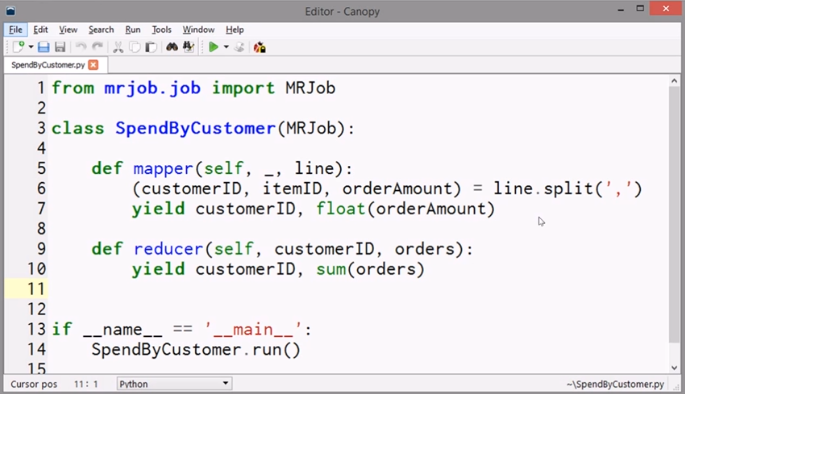 Editor - Canopy
File Edit View Search Run Tools Window Help
SpendByCustomer.py
1 from mrjob.job import MRJob
2
3 class SpendByCustomer(MRJob):
4
5     def mapper(self, _, line):
6         (customerID, itemID, orderAmount) = line.split(',')
7         yield customerID, float(orderAmount)
8
9     def reducer(self, customerID, orders):
10         yield customerID, sum(orders)
11
12
13 if __name__ == '__main__':
14     SpendByCustomer.run()
15
Cursor pos 11: 1 Python ~\SpendByCustomer.py